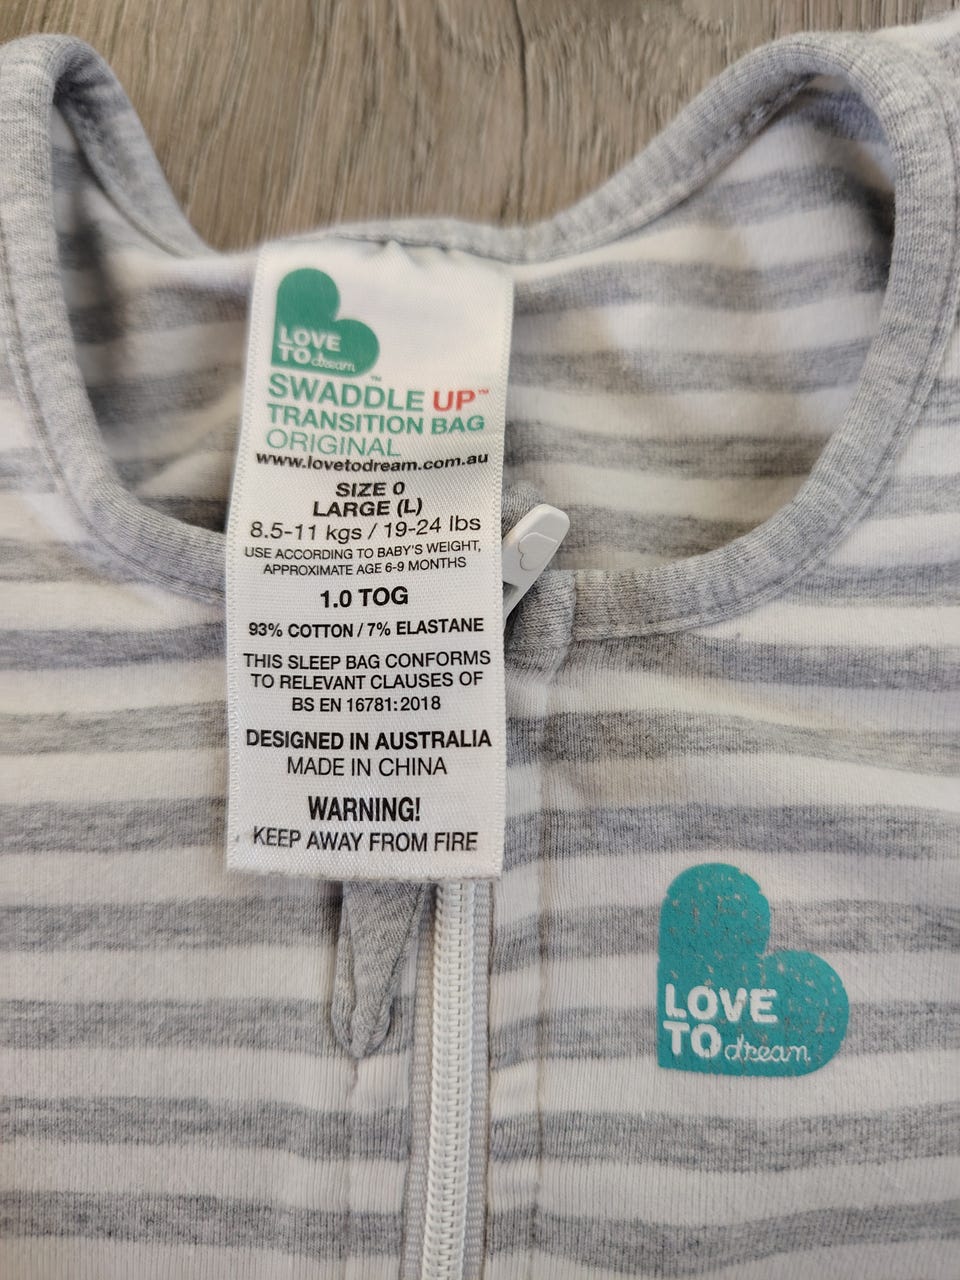 LOVE
TO dream™
SWADDLE UP™
TRANSITION BAG
ORIGINAL
www.lovetodream.com.au
SIZE 0
LARGE (L)
8.5-11 kgs / 19-24 lbs
USE ACCORDING TO BABY'S WEIGHT,
APPROXIMATE AGE 6-9 MONTHS
1.0 TOG
93% COTTON / 7% ELASTANE
THIS SLEEP BAG CONFORMS
TO RELEVANT CLAUSES OF
BS EN 16781:2018
DESIGNED IN AUSTRALIA
MADE IN CHINA
WARNING!
KEEP AWAY FROM FIRE
LOVE
TO dream